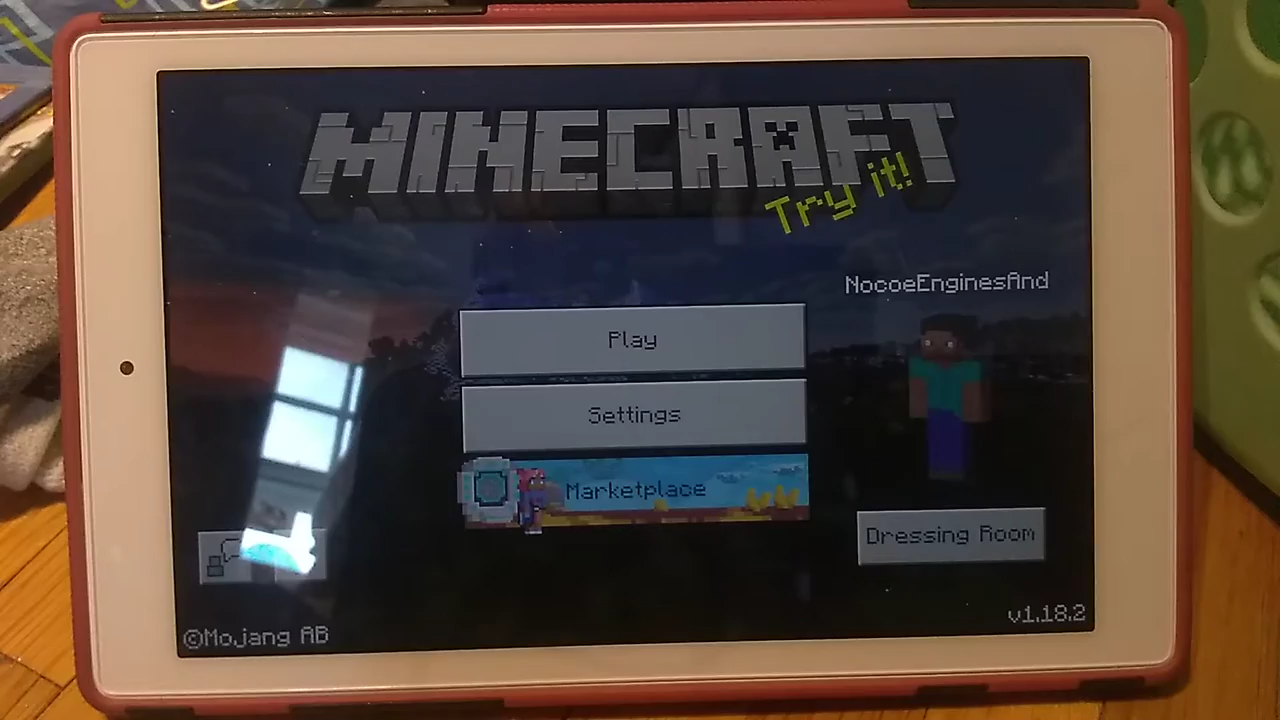 MINECRAFT
Try it!
NocoeEnginesAnd
Play
Settings
Marketplace
Dressing Room
v1.18.2
©Mojang AB